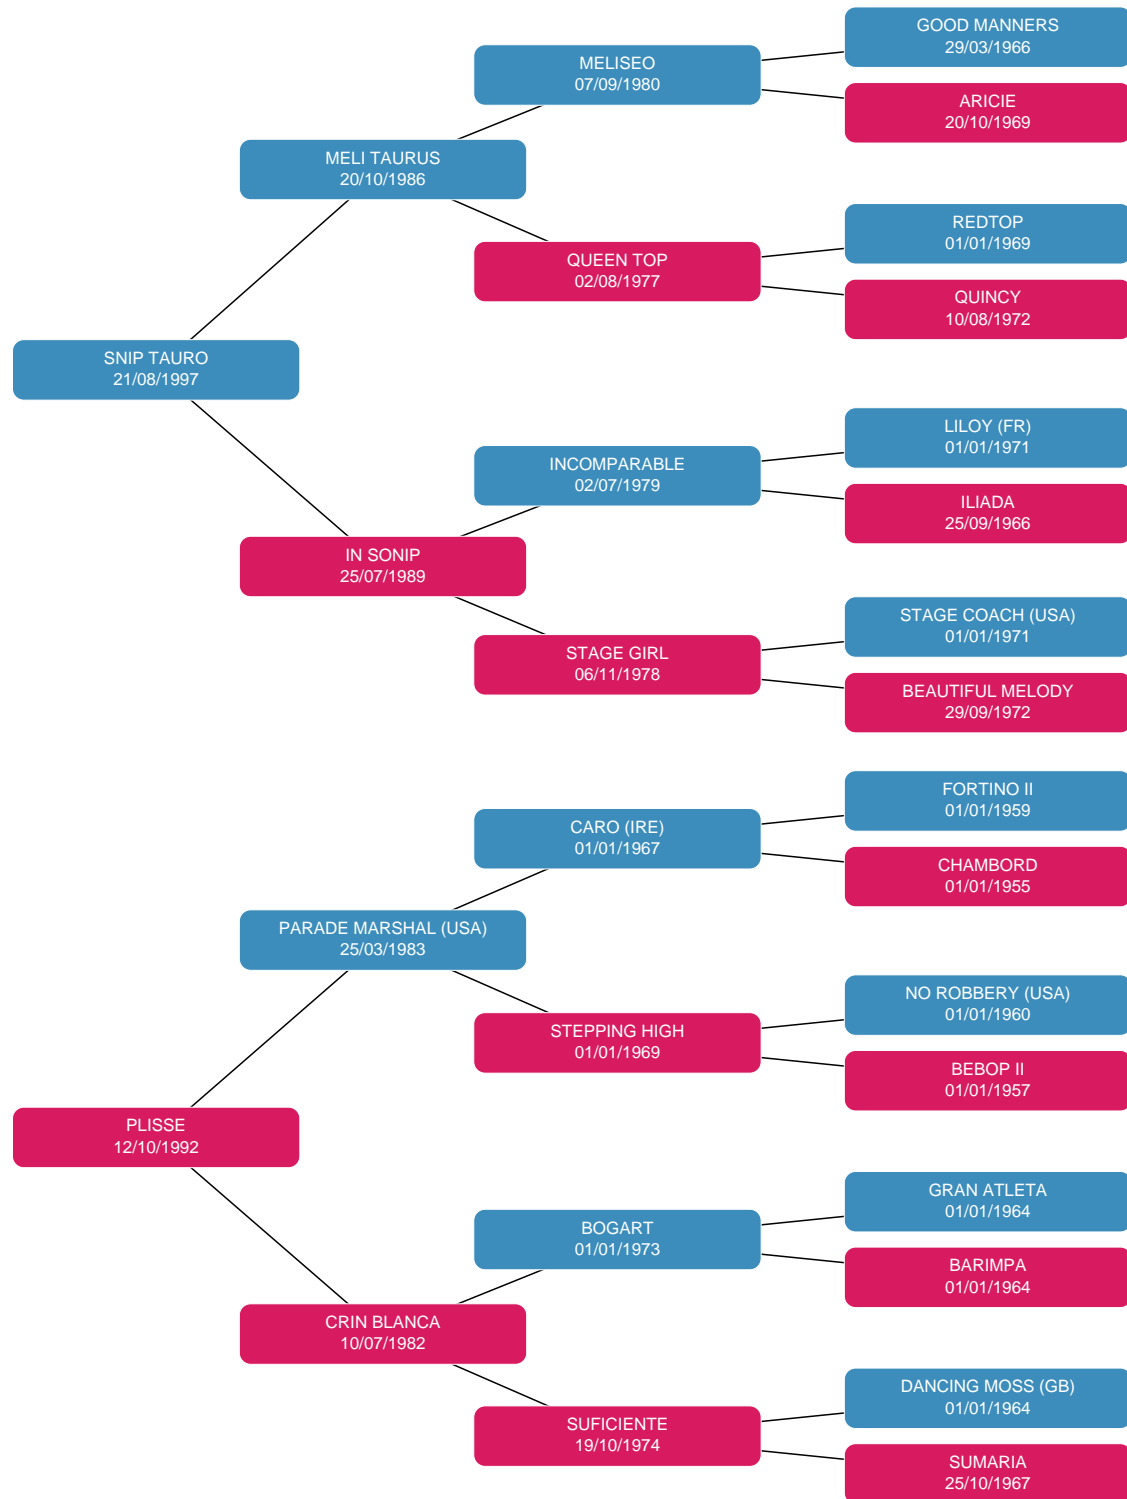 GOOD MANNERS
29/03/1966
MELISEO
07/09/1980
ARICIE
20/10/1969
MELI TAURUS
20/10/1986
REDTOP
01/01/1969
QUEEN TOP
02/08/1977
QUINCY
10/08/1972
SNIP TAURO
21/08/1997
LILOY (FR)
01/01/1971
INCOMPARABLE
02/07/1979
ILIADA
25/09/1966
IN SONIP
25/07/1989
STAGE COACH (USA)
01/01/1971
STAGE GIRL
06/11/1978
BEAUTIFUL MELODY
29/09/1972
FORTINO II
01/01/1959
CARO (IRE)
01/01/1967
CHAMBORD
01/01/1955
PARADE MARSHAL (USA)
25/03/1983
NO ROBBERY (USA)
01/01/1960
STEPPING HIGH
01/01/1969
BEBOP II
01/01/1957
PLISSE
12/10/1992
GRAN ATLETA
01/01/1964
BOGART
01/01/1973
BARIMPA
01/01/1964
CRIN BLANCA
10/07/1982
DANCING MOSS (GB)
01/01/1964
SUFICIENTE
19/10/1974
SUMARIA
25/10/1967